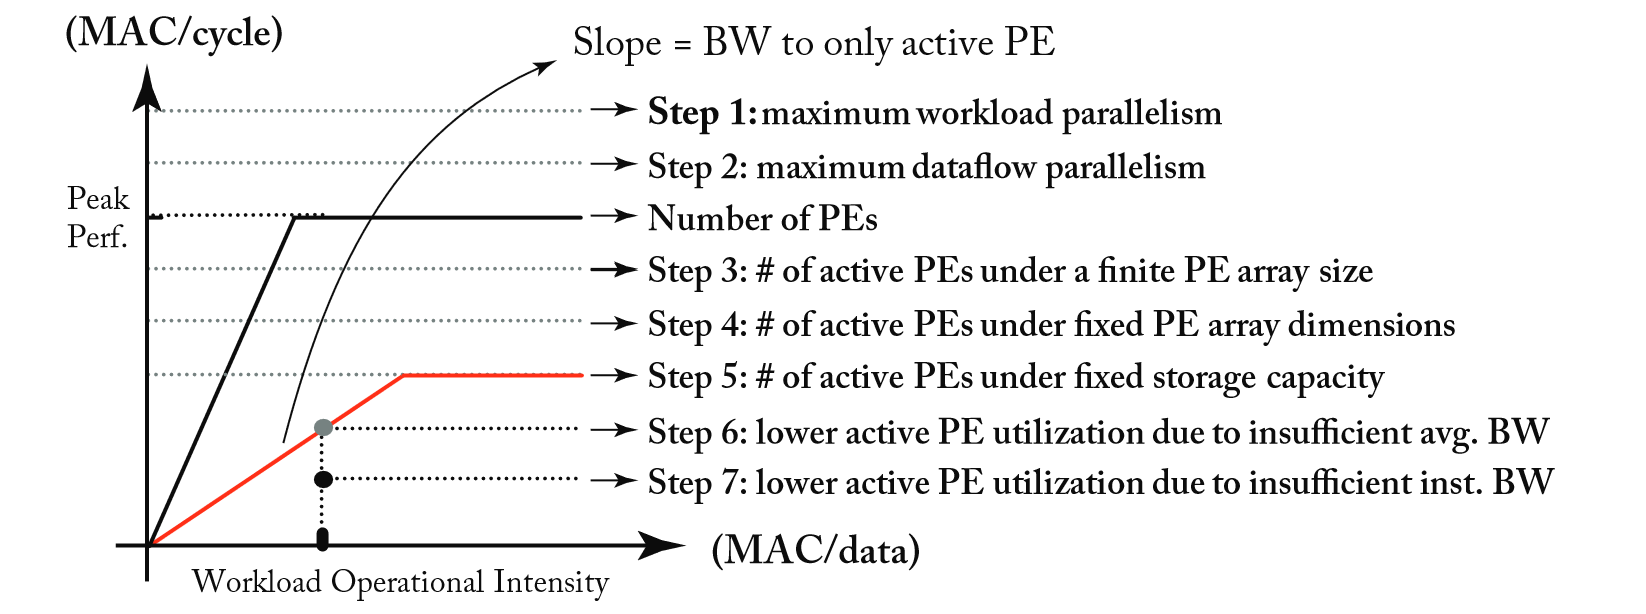 (MAC/cycle)
Slope = BW to only active PE
Step 1: maximum workload parallelism
Step 2: maximum dataflow parallelism
Peak
Perf.
Number of PEs
Step 3: # of active PEs under a finite PE array size
Step 4: # of active PEs under fixed PE array dimensions
Step 5: # of active PEs under fixed storage capacity
Step 6: lower active PE utilization due to insufficient avg. BW
Step 7: lower active PE utilization due to insufficient inst. BW
(MAC/data)
Workload Operational Intensity